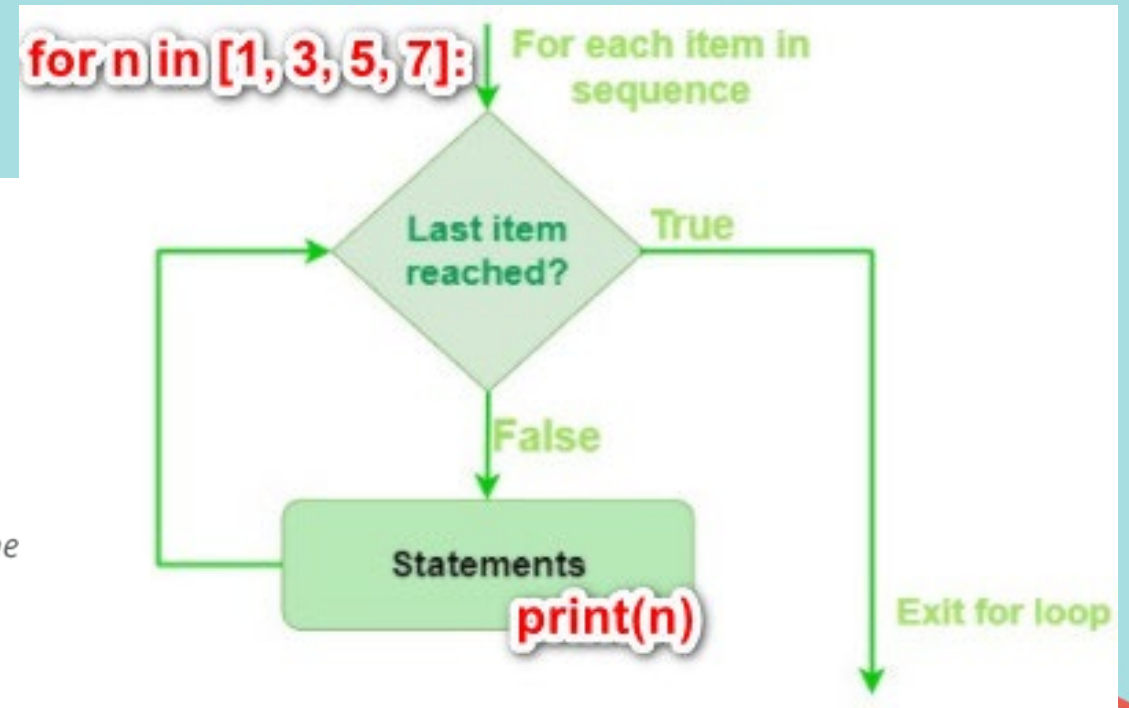 for n in [1, 3, 5, 7]:
For each item in
sequence
Last item
reached?
True
False
Statements
print(n)
Exit for loop